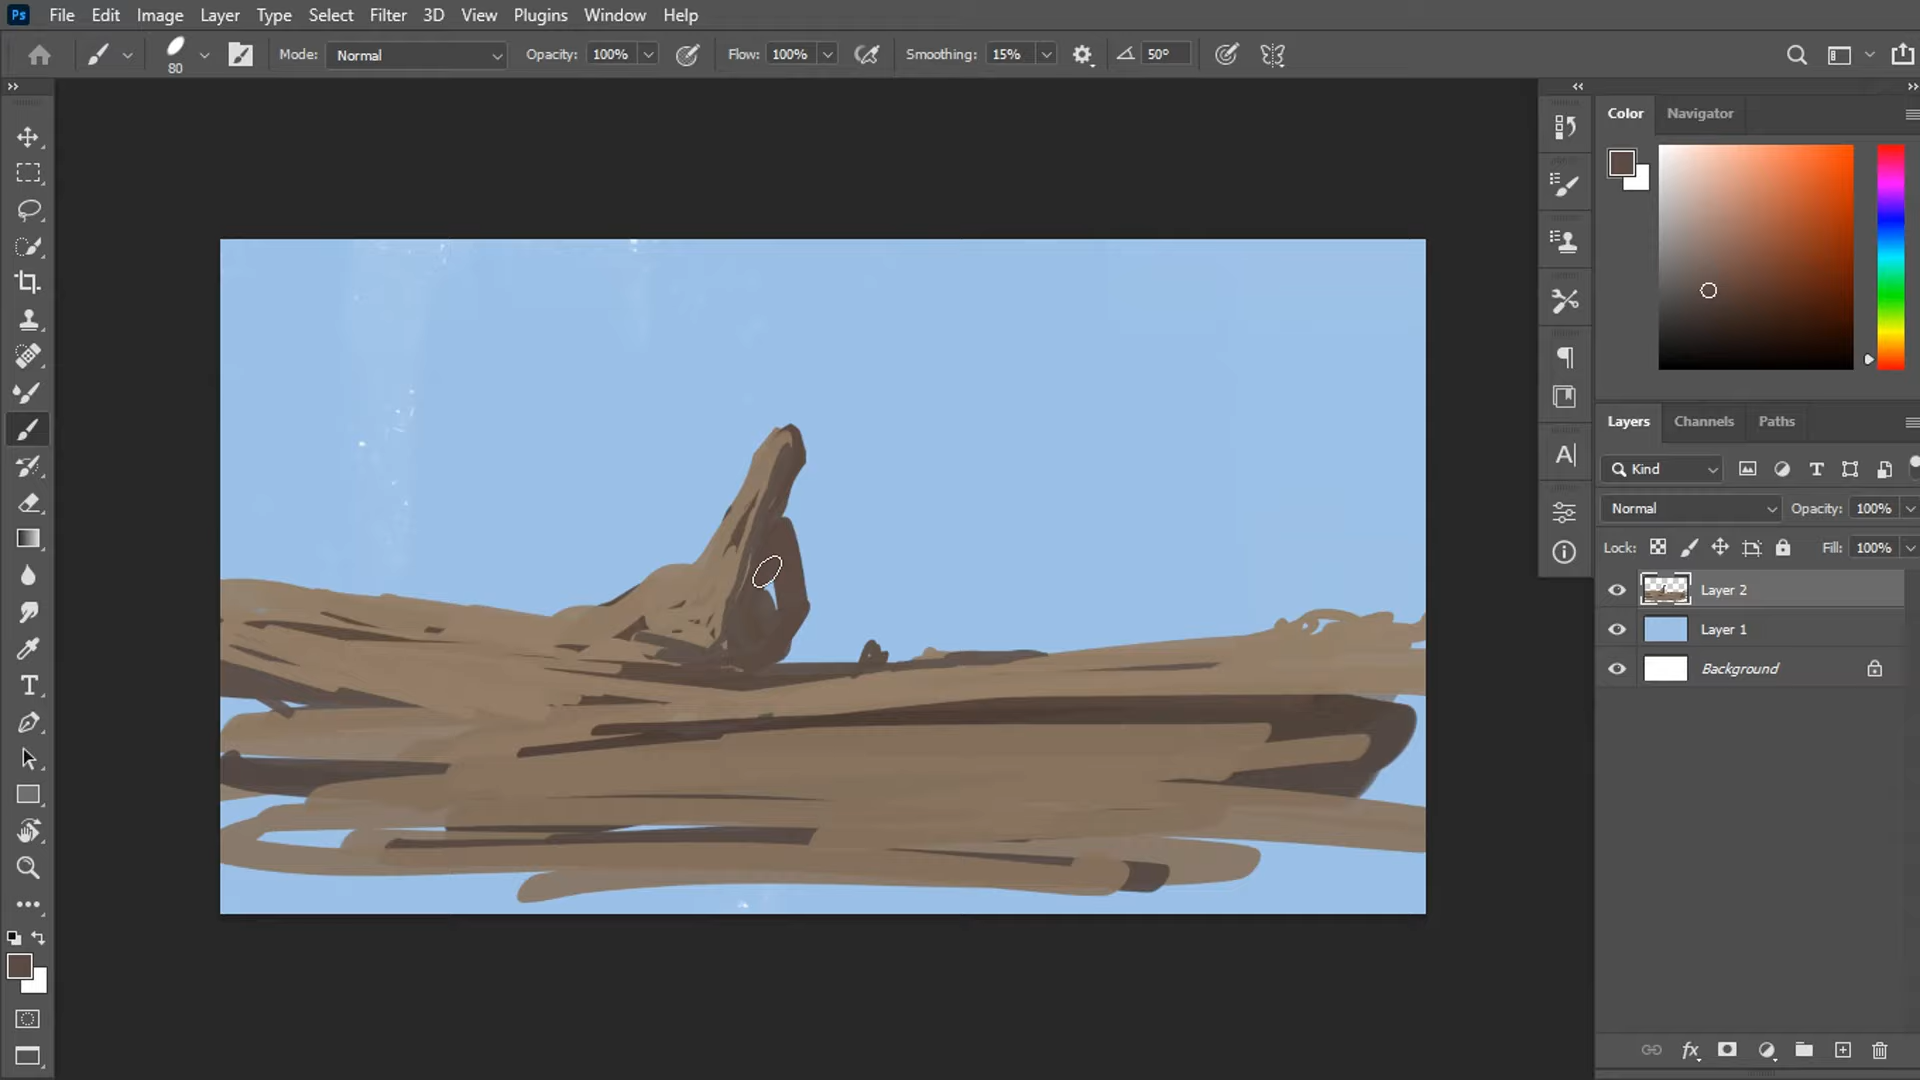 Ps File Edit Image Layer Type Select Filter 3D View Plugins Window Help
80 Mode: Normal Opacity: 100% Flow: 100% Smoothing: 15% 50°
Color Navigator
Layers Channels Paths
Kind
Normal Opacity: 100%
Lock: Fill: 100%
Layer 2
Layer 1
Background